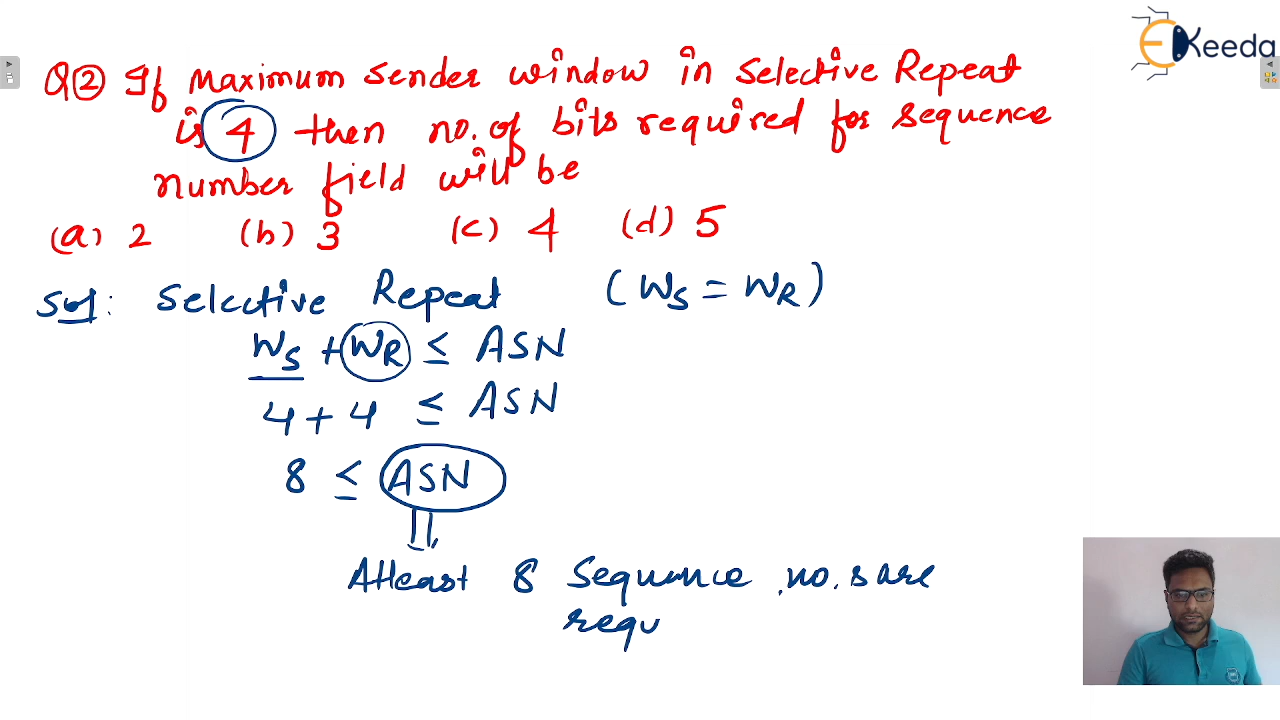 EKeeda
Q② If Maximum Sender window in Selective Repeat
is 4 then no. of bits required for sequence
number field will be
(a) 2 (b) 3 (c) 4 (d) 5
Sol: Selective Repeat (WS = WR)
WS + WR ≤ ASN
4 + 4 ≤ ASN
8 ≤ ASN
Atleast 8 Sequence no.s are
requ